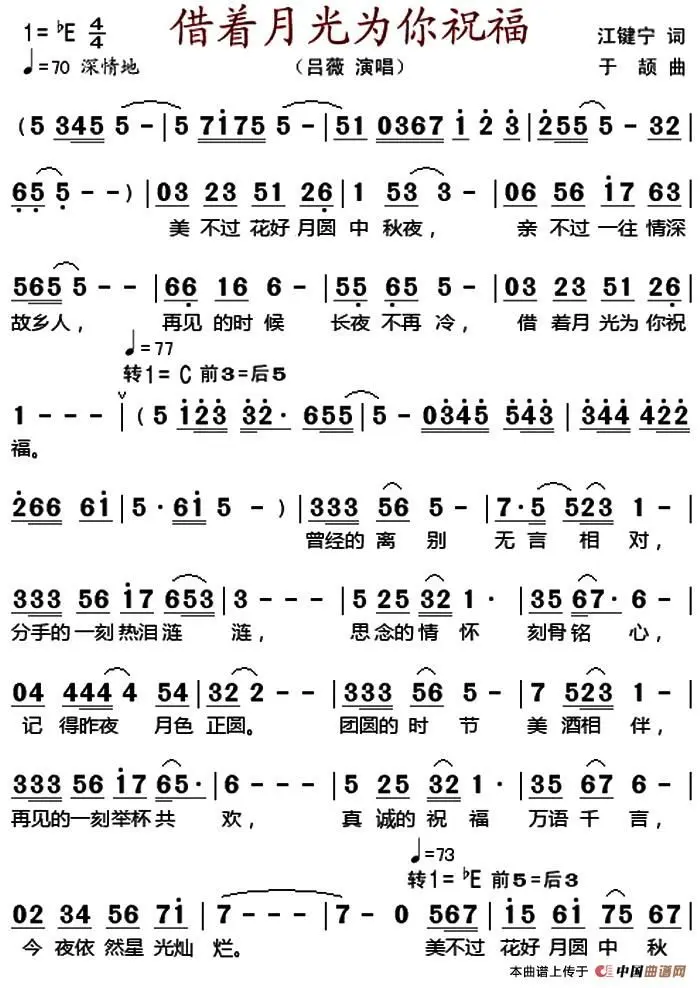 借着月光为你祝福
1=♭E 4/4
♩=70 深情地
(吕薇 演唱)
江键宁 词
于颉 曲
(5 345 5 - | 5 7i75 5 - | 51 0367 i 2 3 | 255 5 - 32 |
65 5 - -) | 03 23 51 26 | 1 53 3 - | 06 56 i7 63 |
美 不过 花好 月圆 中 秋夜, 亲 不过 一往 情深
565 5 - - | 66 16 6 - | 55 65 5 - | 03 23 51 26 |
故乡 人, 再见 的时 候 长夜 不再 冷, 借 着月 光为 你祝
♩=77
转1=C 前3=后5
1 - - - | (5 i23 32· 655 | 5 - 0345 543 | 344 422 |
福。
266 6i | 5·6i 5 -) | 333 56 5 - | 7·5 523 1 - |
曾经的 离 别 无言 相 对,
333 56 i7 653 | 3 - - - | 5 25 32 1· | 35 67· 6 - |
分手的 一刻 热泪 涟 涟, 思 念的 情 怀 刻骨 铭 心,
04 444 4 54 | 32 2 - - | 333 56 5 - | 7 523 1 - |
记 得昨夜 月色 正圆。 团圆的 时 节 美 酒相 伴,
333 56 i7 65· | 6 - - - | 5 25 32 1· | 35 67 6 - |
再见的 一刻 举杯 共 欢, 真 诚的 祝 福 万语 千 言,
♩=73
转1=♭E 前5=后3
02 34 56 7i | 7 - - - | 7 - 0 567 | i5 6i 75 67 |
今 夜依 然星 光灿 烂。 美不过 花好 月圆 中 秋
本曲谱上传于 中国曲谱网